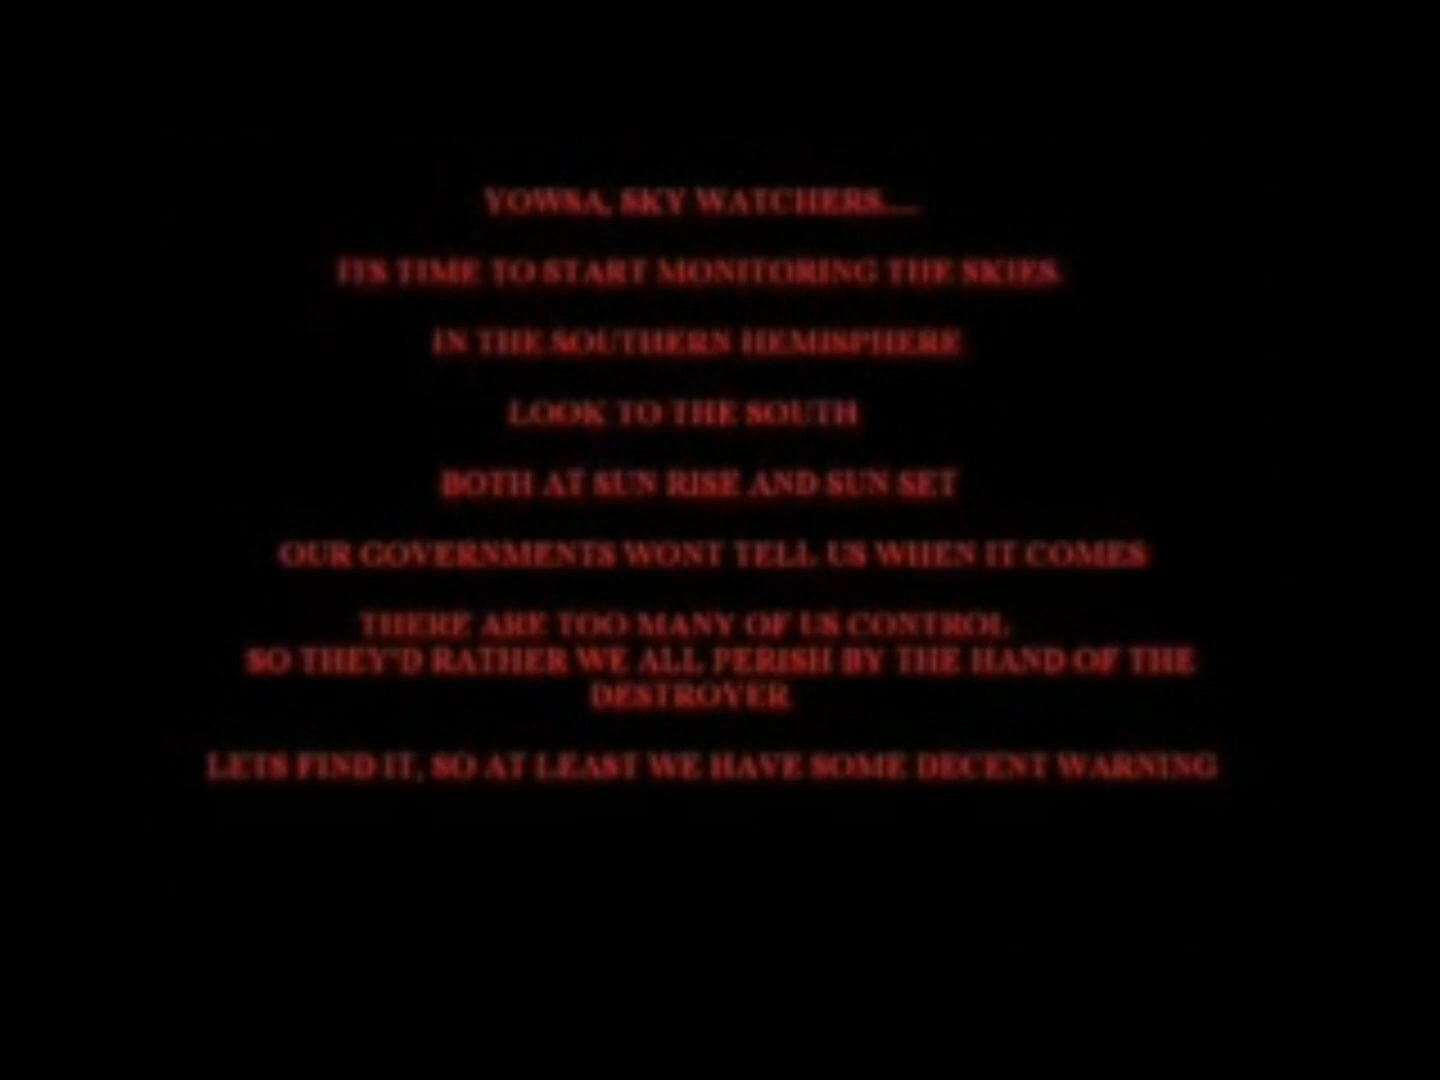 YOWSA, SKY WATCHERS....
ITS TIME TO START MONITORING THE SKIES
IN THE SOUTHERN HEMISPHERE
LOOK TO THE SOUTH
BOTH AT SUN RISE AND SUN SET
OUR GOVERNMENTS WONT TELL US WHEN IT COMES
THERE ARE TOO MANY OF US CONTROL
SO THEY'D RATHER WE ALL PERISH BY THE HAND OF THE
DESTROYER
LETS FIND IT, SO AT LEAST WE HAVE SOME DECENT WARNING